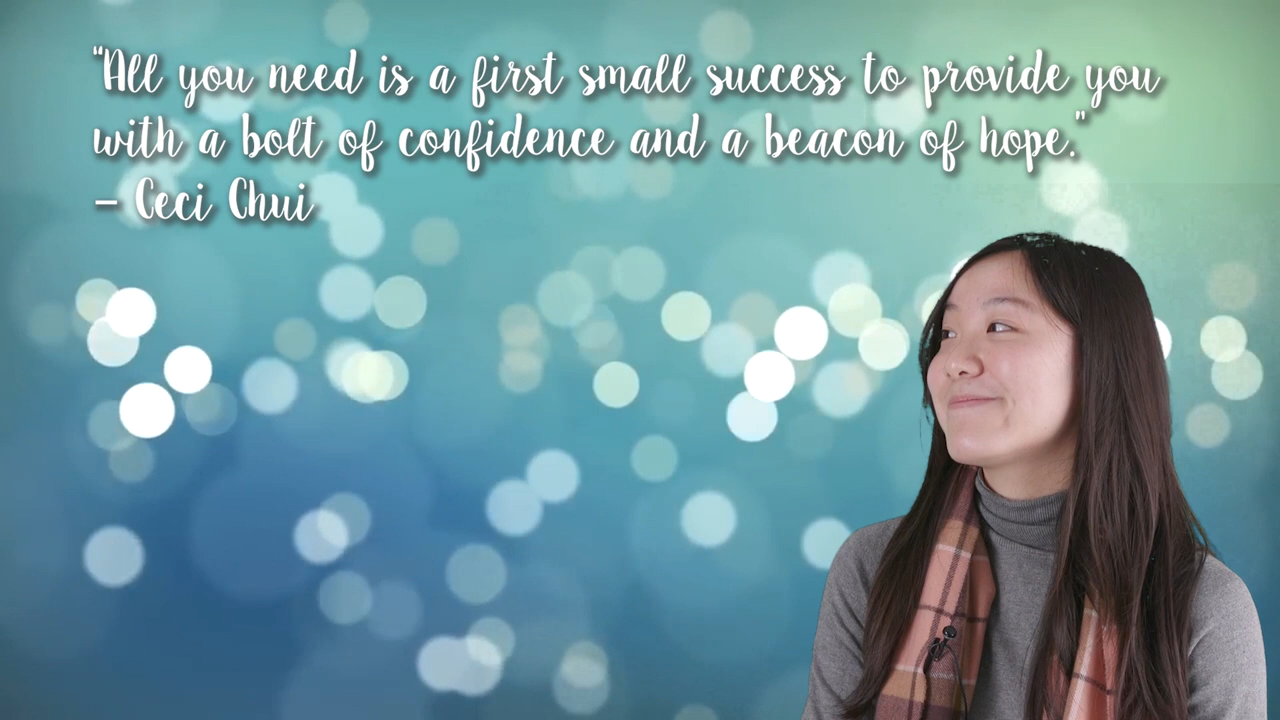 "All you need is a first small success to provide you
with a bolt of confidence and a beacon of hope."
– Ceci Chui